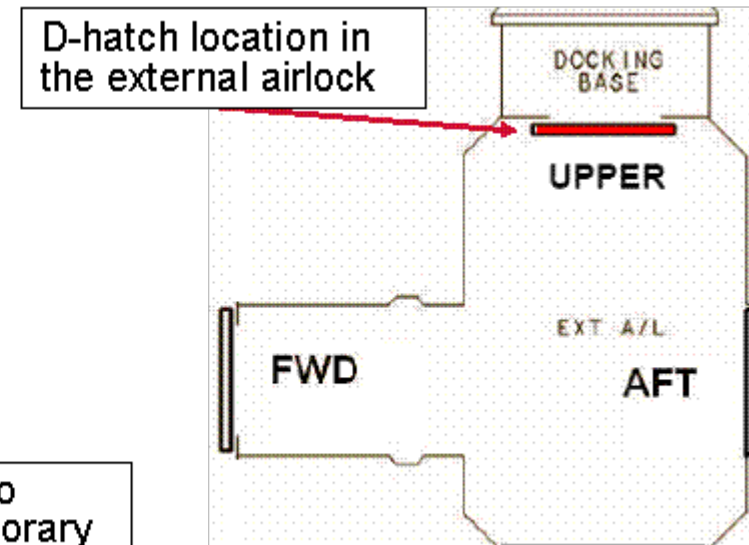 D-hatch location in
the external airlock
DOCKING
BASE
UPPER
EXT A/L
FWD
AFT